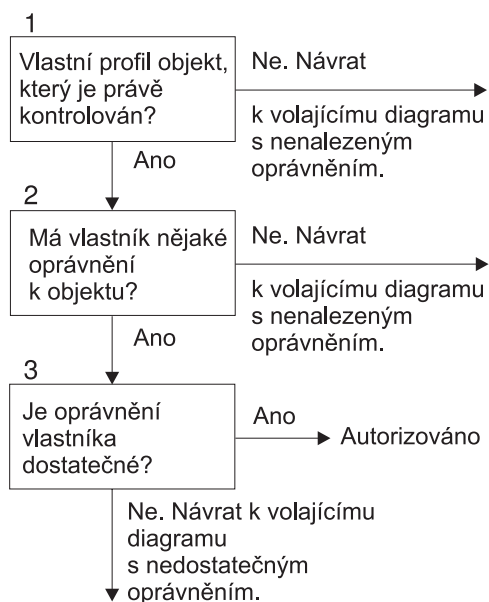 1
Vlastní profil objekt,
který je právě
kontrolován?
Ne. Návrat
k volajícímu diagramu
s nenalezeným
oprávněním.
Ano
2
Má vlastník nějaké
oprávnění
k objektu?
Ne. Návrat
k volajícímu diagramu
s nenalezeným
oprávněním.
Ano
3
Je oprávnění
vlastníka
dostatečné?
Ano
Autorizováno
Ne. Návrat k volajícímu
diagramu
s nedostatečným
oprávněním.